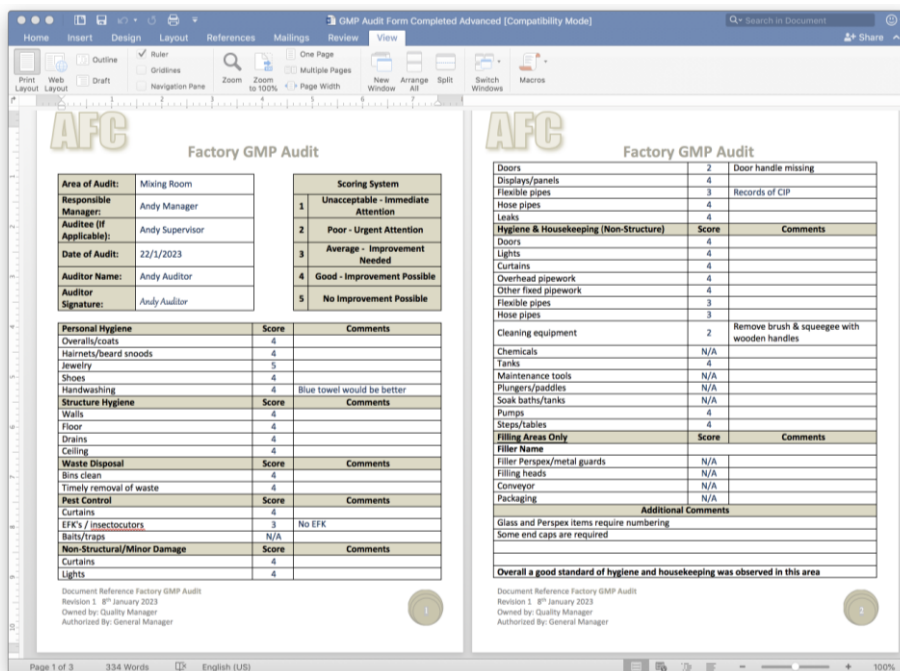 GMP Audit Form Completed Advanced [Compatibility Mode]
Search in Document
Home Insert Design Layout References Mailings Review View Share
Print Layout
Web Layout
Outline
Draft
Ruler
Gridlines
Navigation Pane
Zoom
Zoom to 100%
One Page
Multiple Pages
Page Width
New Window
Arrange All
Split
Switch Windows
Macros
AFC
Factory GMP Audit
Area of Audit: Mixing Room
Responsible Manager: Andy Manager
Auditee (If Applicable): Andy Supervisor
Date of Audit: 22/1/2023
Auditor Name: Andy Auditor
Auditor Signature: Andy Auditor
Scoring System
1 Unacceptable - Immediate Attention
2 Poor - Urgent Attention
3 Average - Improvement Needed
4 Good - Improvement Possible
5 No Improvement Possible
Personal Hygiene Score Comments
Overalls/coats 4
Hairnets/beard snoods 4
Jewelry 5
Shoes 4
Handwashing 4 Blue towel would be better
Structure Hygiene Score Comments
Walls 4
Floor 4
Drains 4
Ceiling 4
Waste Disposal Score Comments
Bins clean 4
Timely removal of waste 4
Pest Control Score Comments
Curtains 4
EFK's / insectocutors 3 No EFK
Baits/traps N/A
Non-Structural/Minor Damage Score Comments
Curtains 4
Lights 4
Document Reference Factory GMP Audit
Revision 1 8th January 2023
Owned by: Quality Manager
Authorized By: General Manager
1
AFC
Factory GMP Audit
Doors 2 Door handle missing
Displays/panels 4
Flexible pipes 3 Records of CIP
Hose pipes 4
Leaks 4
Hygiene & Housekeeping (Non-Structure) Score Comments
Doors 4
Lights 4
Curtains 4
Overhead pipework 4
Other fixed pipework 4
Flexible pipes 3
Hose pipes 3
Cleaning equipment 2 Remove brush & squeegee with
wooden handles
Chemicals N/A
Tanks 4
Maintenance tools N/A
Plungers/paddles N/A
Soak baths/tanks N/A
Pumps 4
Steps/tables 4
Filling Areas Only Score Comments
Filler Name
Filler Perspex/metal guards N/A
Filling heads N/A
Conveyor N/A
Packaging N/A
Additional Comments
Glass and Perspex items require numbering
Some end caps are required
Overall a good standard of hygiene and housekeeping was observed in this area
Document Reference Factory GMP Audit
Revision 1 8th January 2023
Owned by: Quality Manager
Authorized By: General Manager
Page 1 of 3 334 Words English (US) 100%